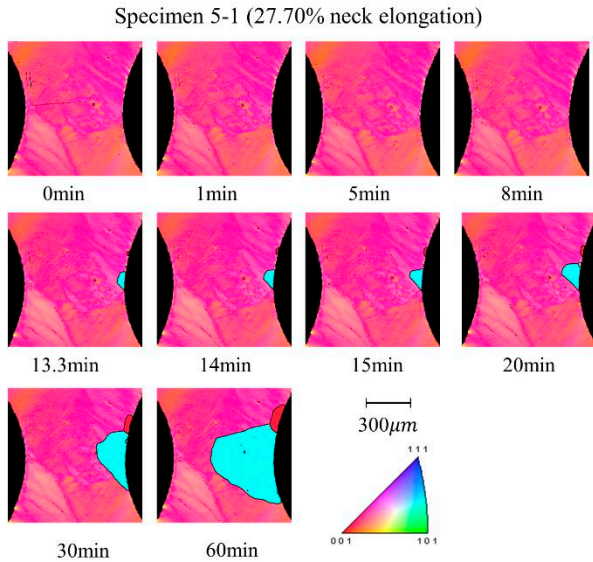 Specimen 5-1 (27.70% neck elongation)
0min
1min
5min
8min
13.3min
14min
15min
20min
300μm
111
001
101
30min
60min